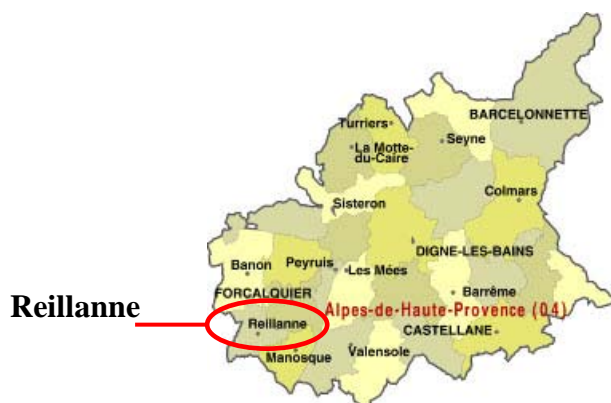 BARCELONNETTE
Turriers
Seyne
La Motte-
du-Caire
Colmars
Sisteron
DIGNE-LES-BAINS
Banon
Peyruis
Les Mées
Barrême
FORCALQUIER
Reillanne
Alpes-de-Haute-Provence (04)
Reillanne
CASTELLANE
Manosque
Valensole